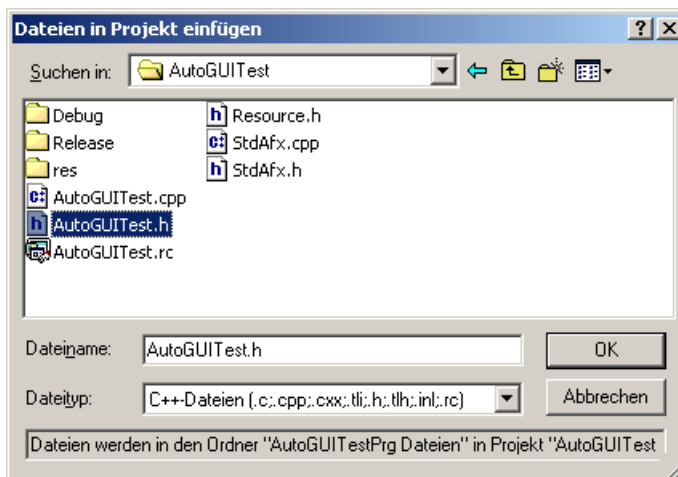 Dateien in Projekt einfügen
Suchen in: AutoGUITest
Debug
Release
res
AutoGUITest.cpp
AutoGUITest.h
AutoGUITest.rc
Resource.h
StdAfx.cpp
StdAfx.h
Dateiname: AutoGUITest.h OK
Dateityp: C++-Dateien (.c;.cpp;.cxx;.tli;.h;.tlh;.inl;.rc) Abbrechen
Dateien werden in den Ordner "AutoGUITestPrg Dateien" in Projekt "AutoGUITest